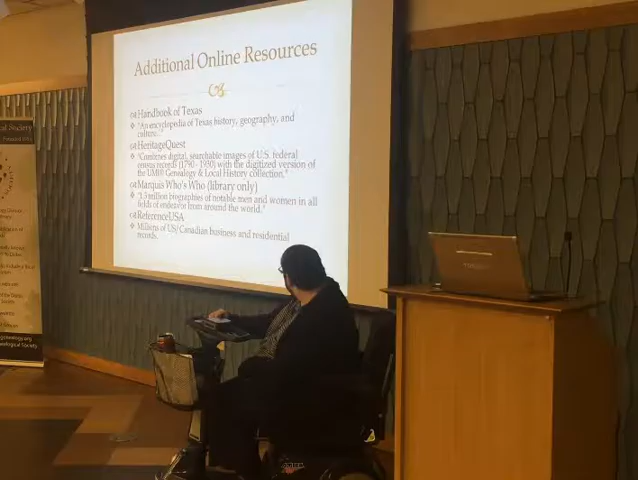 Additional Online Resources
Handbook of Texas
"An encyclopedia of Texas history, geography, and
culture."
HeritageQuest
"Combines digital, searchable images of U.S. federal
census records (1790 - 1930) with the digitized version of
the UMI® Genealogy & Local History collection."
Marquis Who's Who (library only)
"1.5 million biographies of notable men and women in all
fields of endeavor from around the world."
ReferenceUSA
Millions of US/Canadian business and residential
records.
Society